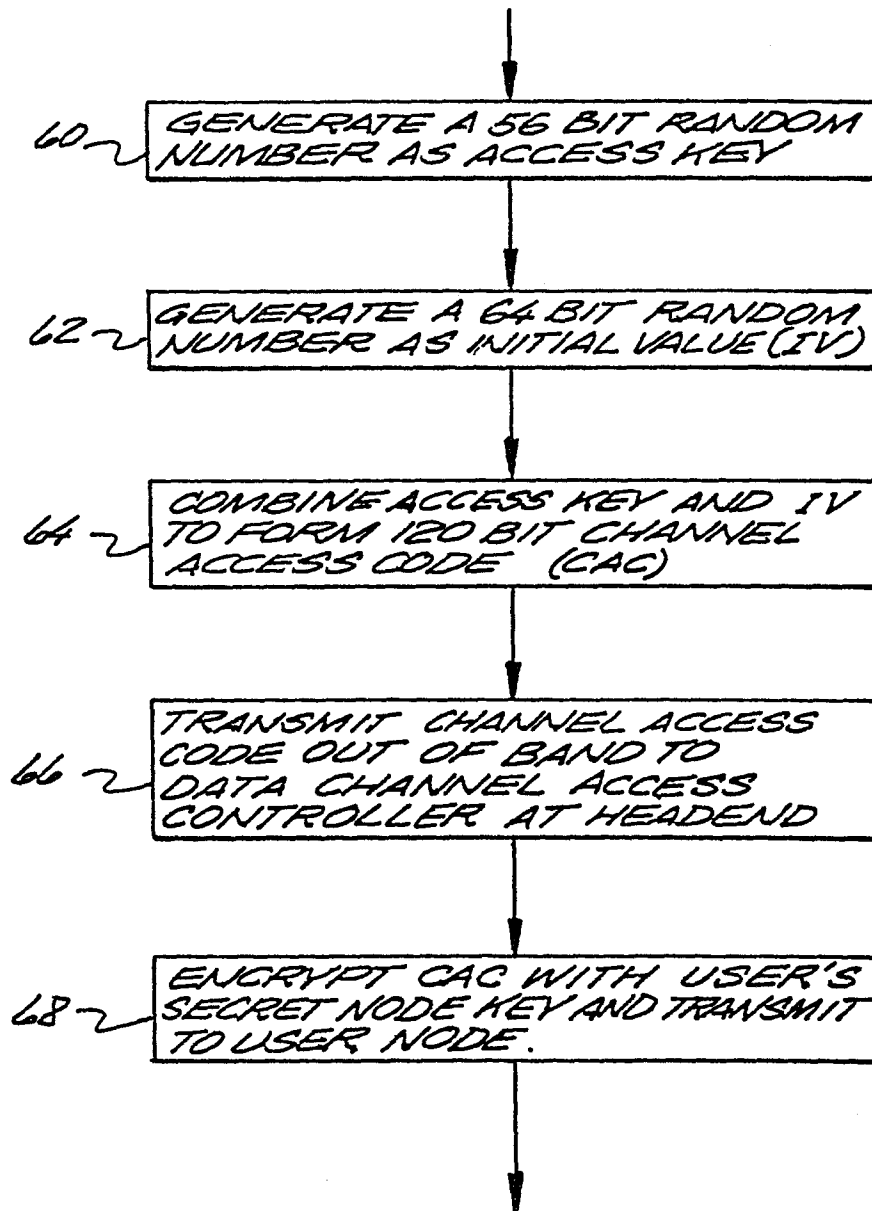 60
GENERATE A 56 BIT RANDOM
NUMBER AS ACCESS KEY
62
GENERATE A 64 BIT RANDOM
NUMBER AS INITIAL VALUE (IV)
64
COMBINE ACCESS KEY AND IV
TO FORM 120 BIT CHANNEL
ACCESS CODE (CAC)
66
TRANSMIT CHANNEL ACCESS
CODE OUT OF BAND TO
DATA CHANNEL ACCESS
CONTROLLER AT HEADEND
68
ENCRYPT CAC WITH USER'S
SECRET NODE KEY AND TRANSMIT
TO USER NODE.